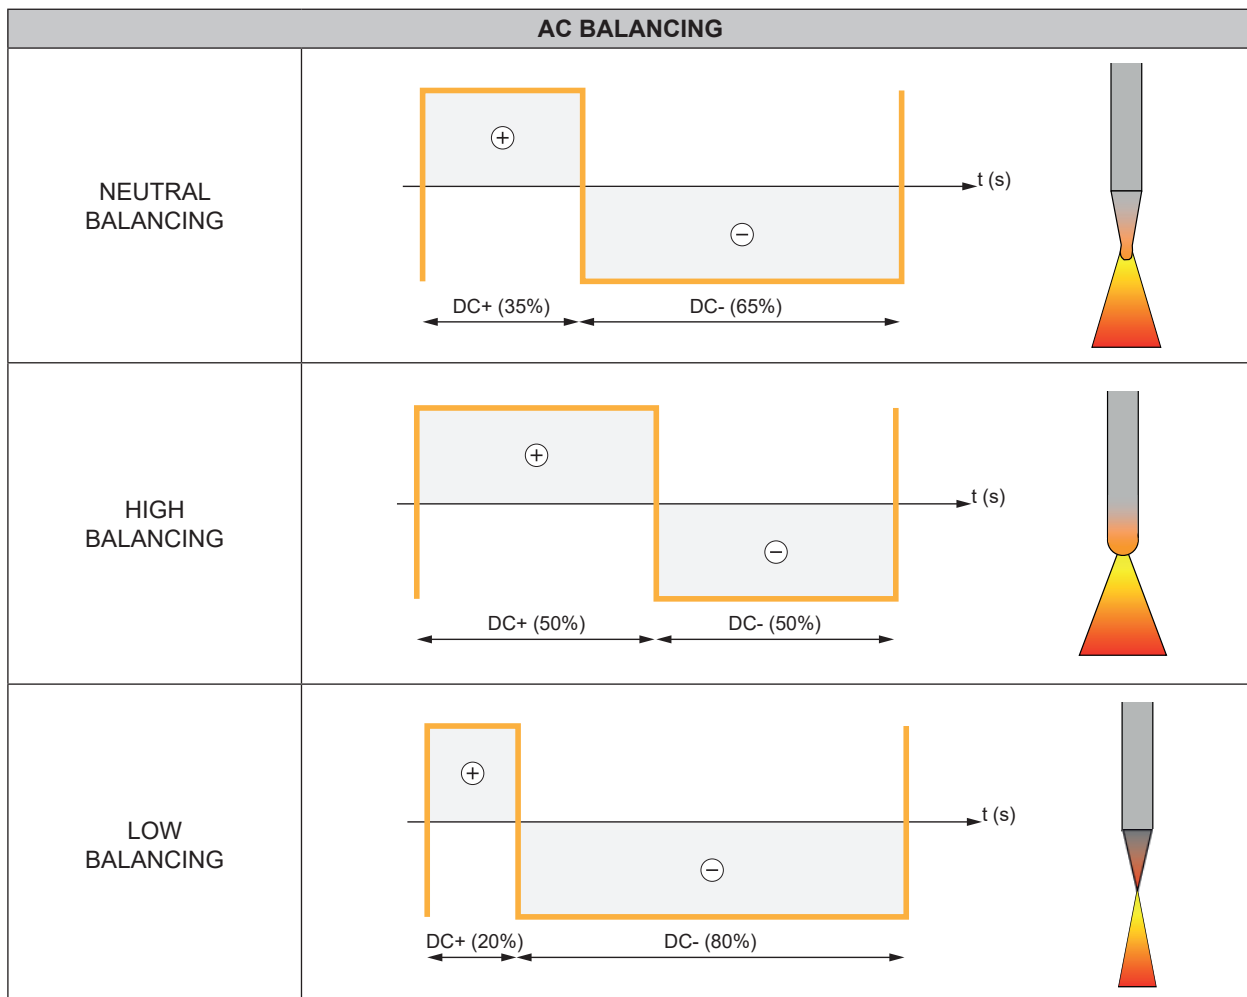 AC BALANCING
NEUTRAL
BALANCING
+
t (s)
−
DC+ (35%)
DC- (65%)
HIGH
BALANCING
+
t (s)
−
DC+ (50%)
DC- (50%)
LOW
BALANCING
+
t (s)
−
DC+ (20%)
DC- (80%)